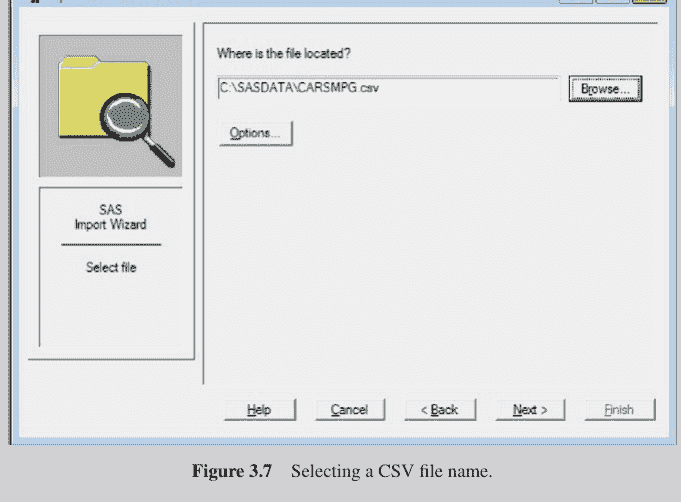 Where is the file located?
C:\SASDATA\CARSMPG.csv
Browse...
Options...
SAS
Import Wizard
Select file
Help
Cancel
< Back
Next >
Finish
Figure 3.7 Selecting a CSV file name.